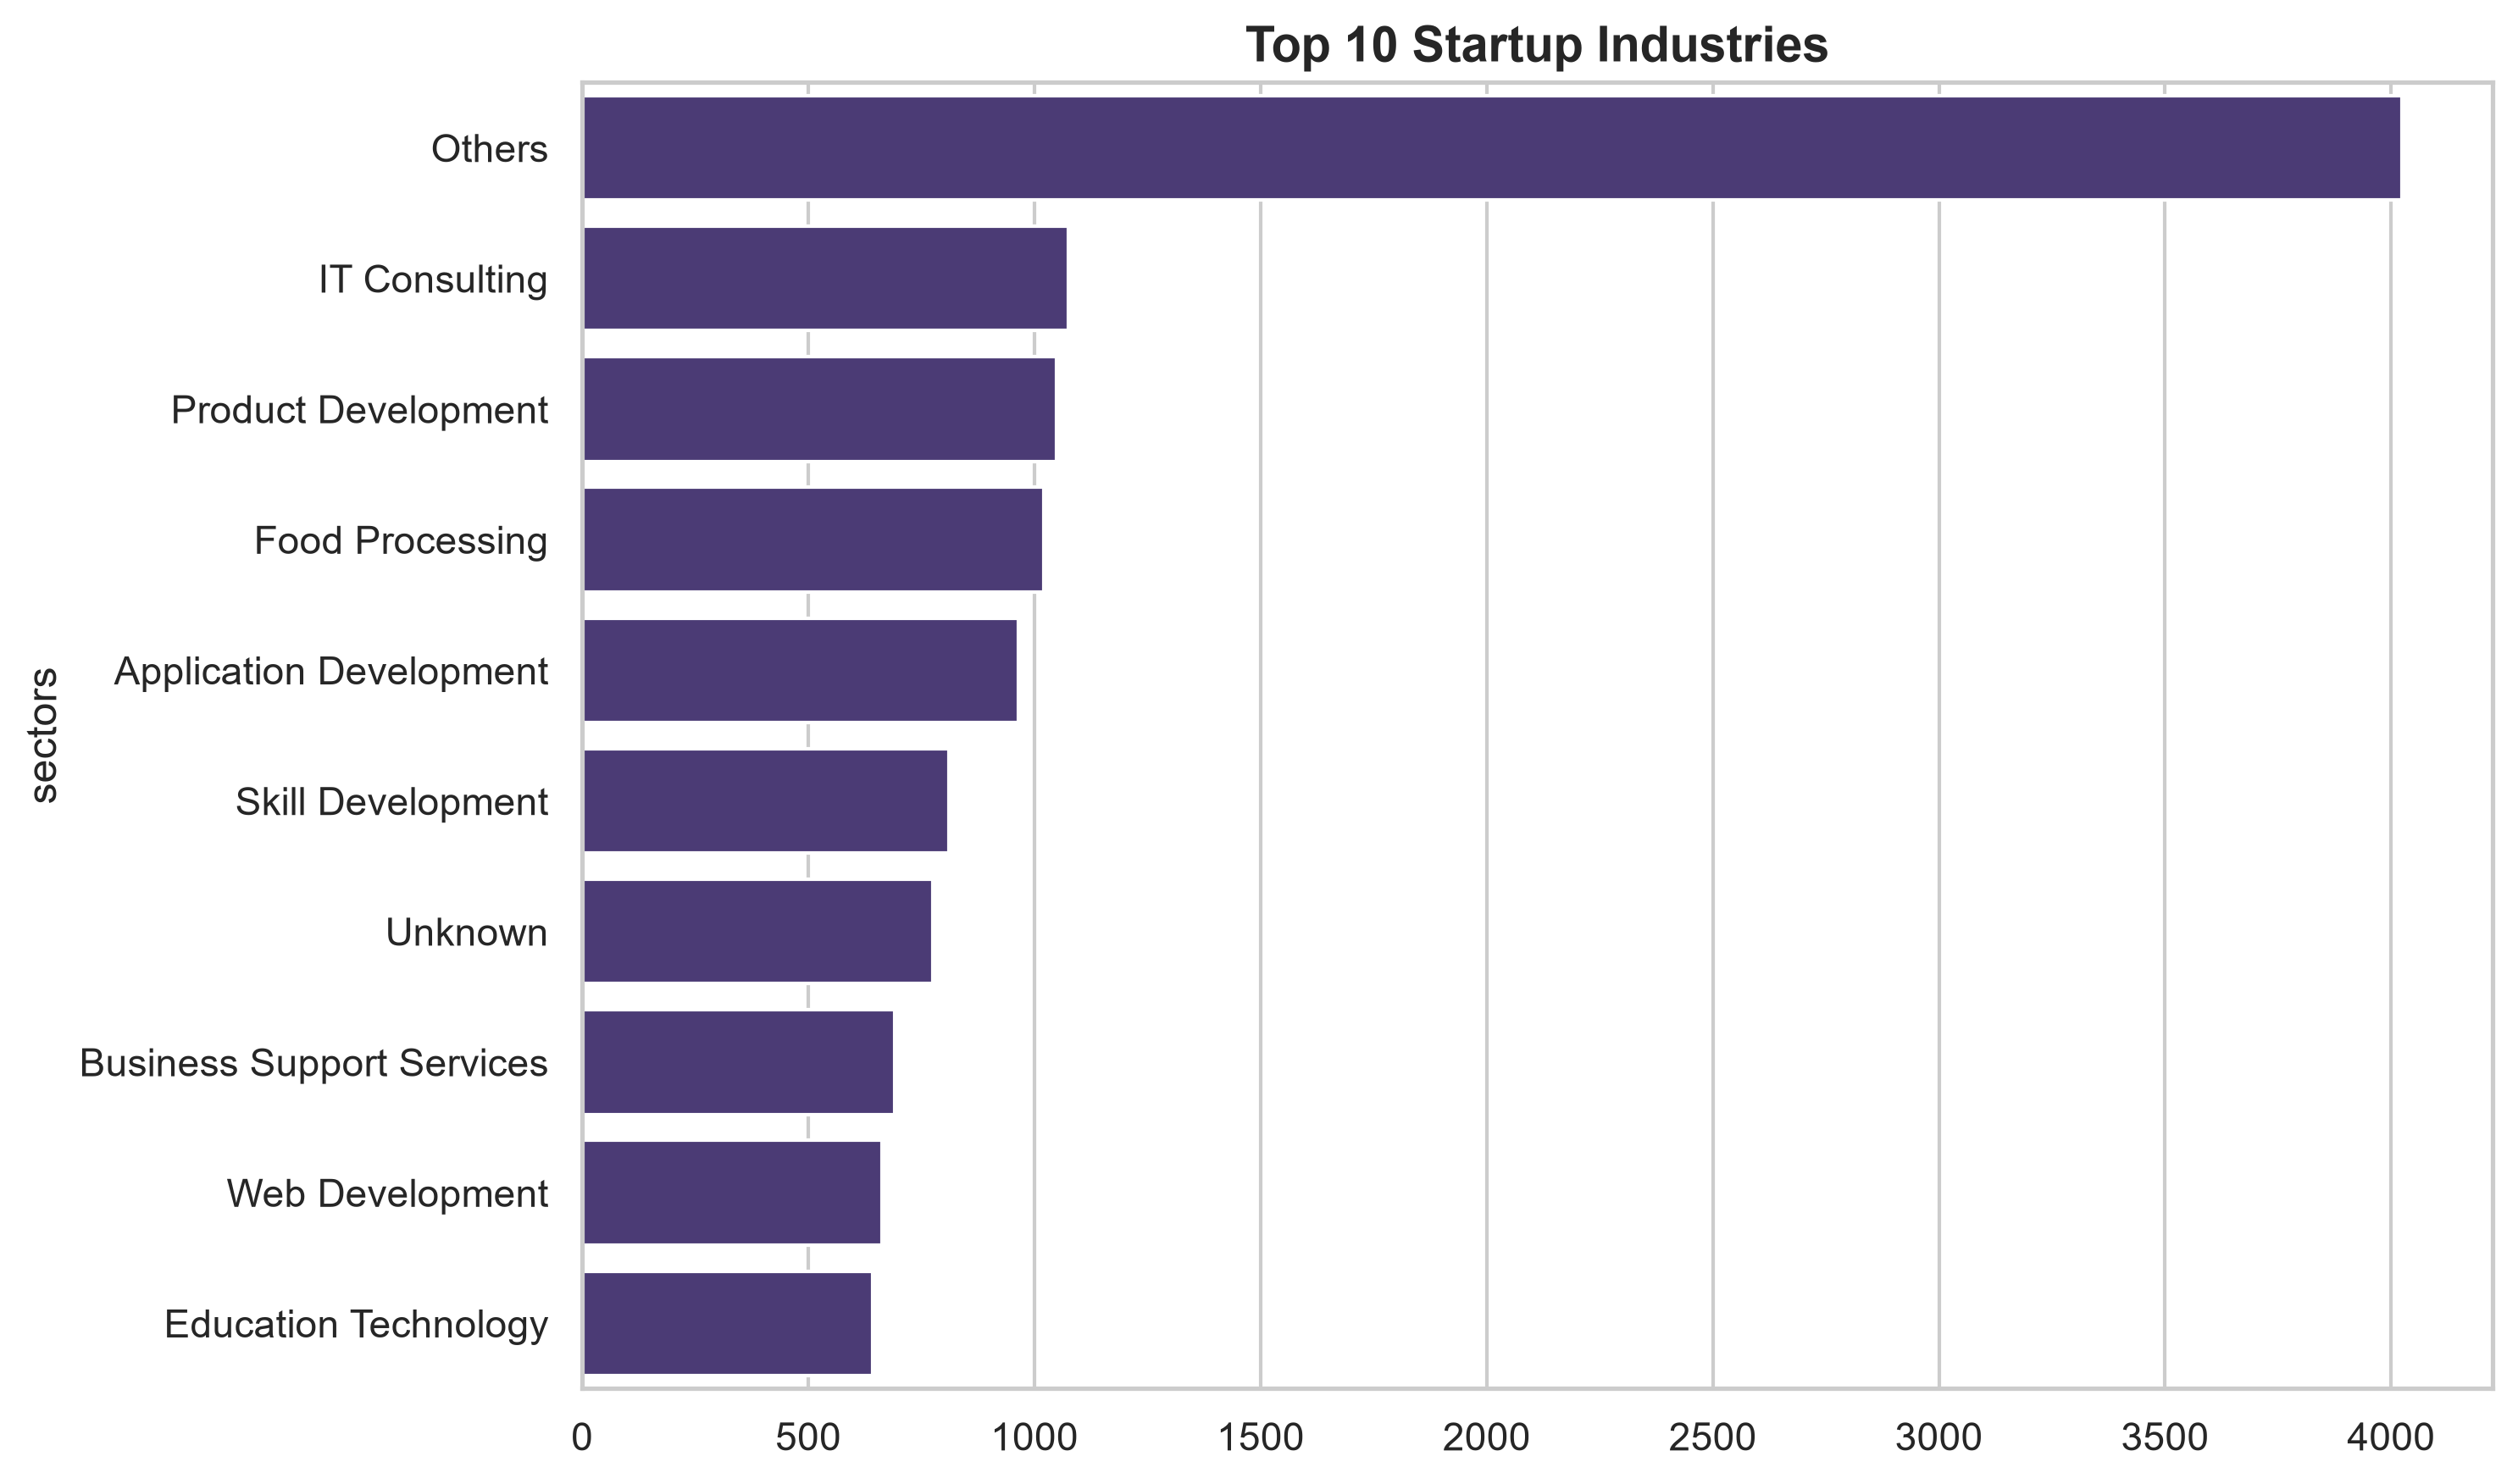 Top 10 Startup Industries
sectors
Others
IT Consulting
Product Development
Food Processing
Application Development
Skill Development
Unknown
Business Support Services
Web Development
Education Technology
0 500 1000 1500 2000 2500 3000 3500 4000